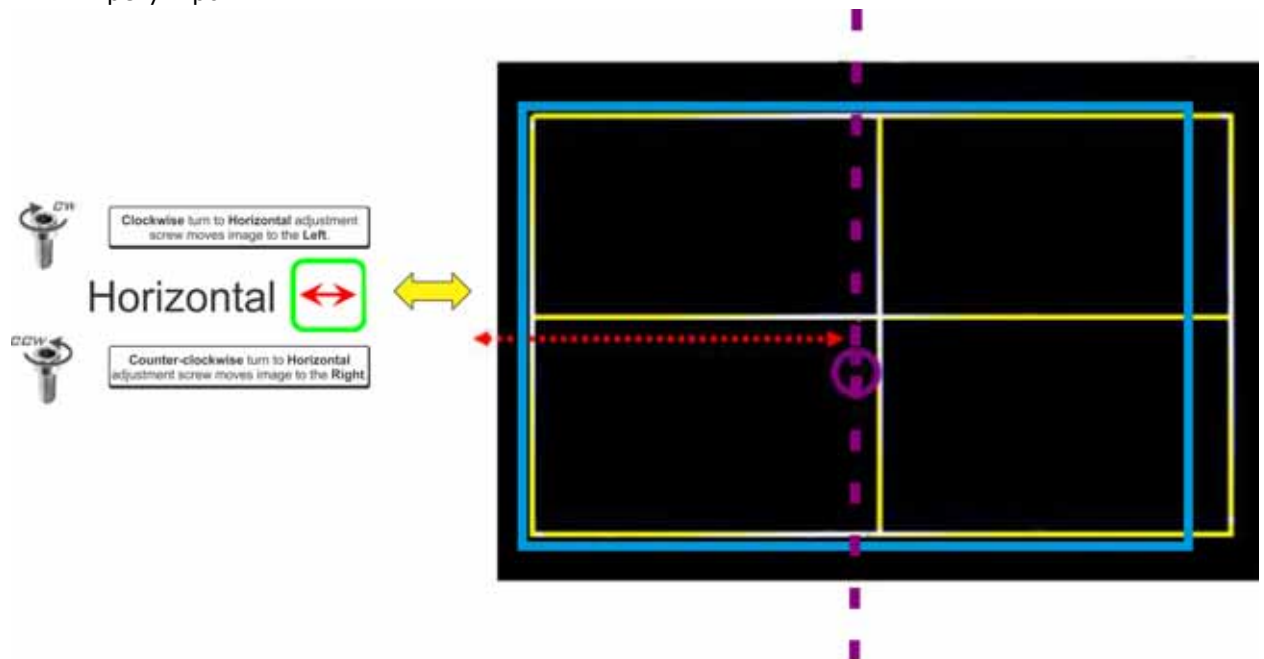 CW
Clockwise turn to Horizontal adjustment
screw moves image to the Left.
Horizontal
CCW
Counter-clockwise turn to Horizontal
adjustment screw moves image to the Right